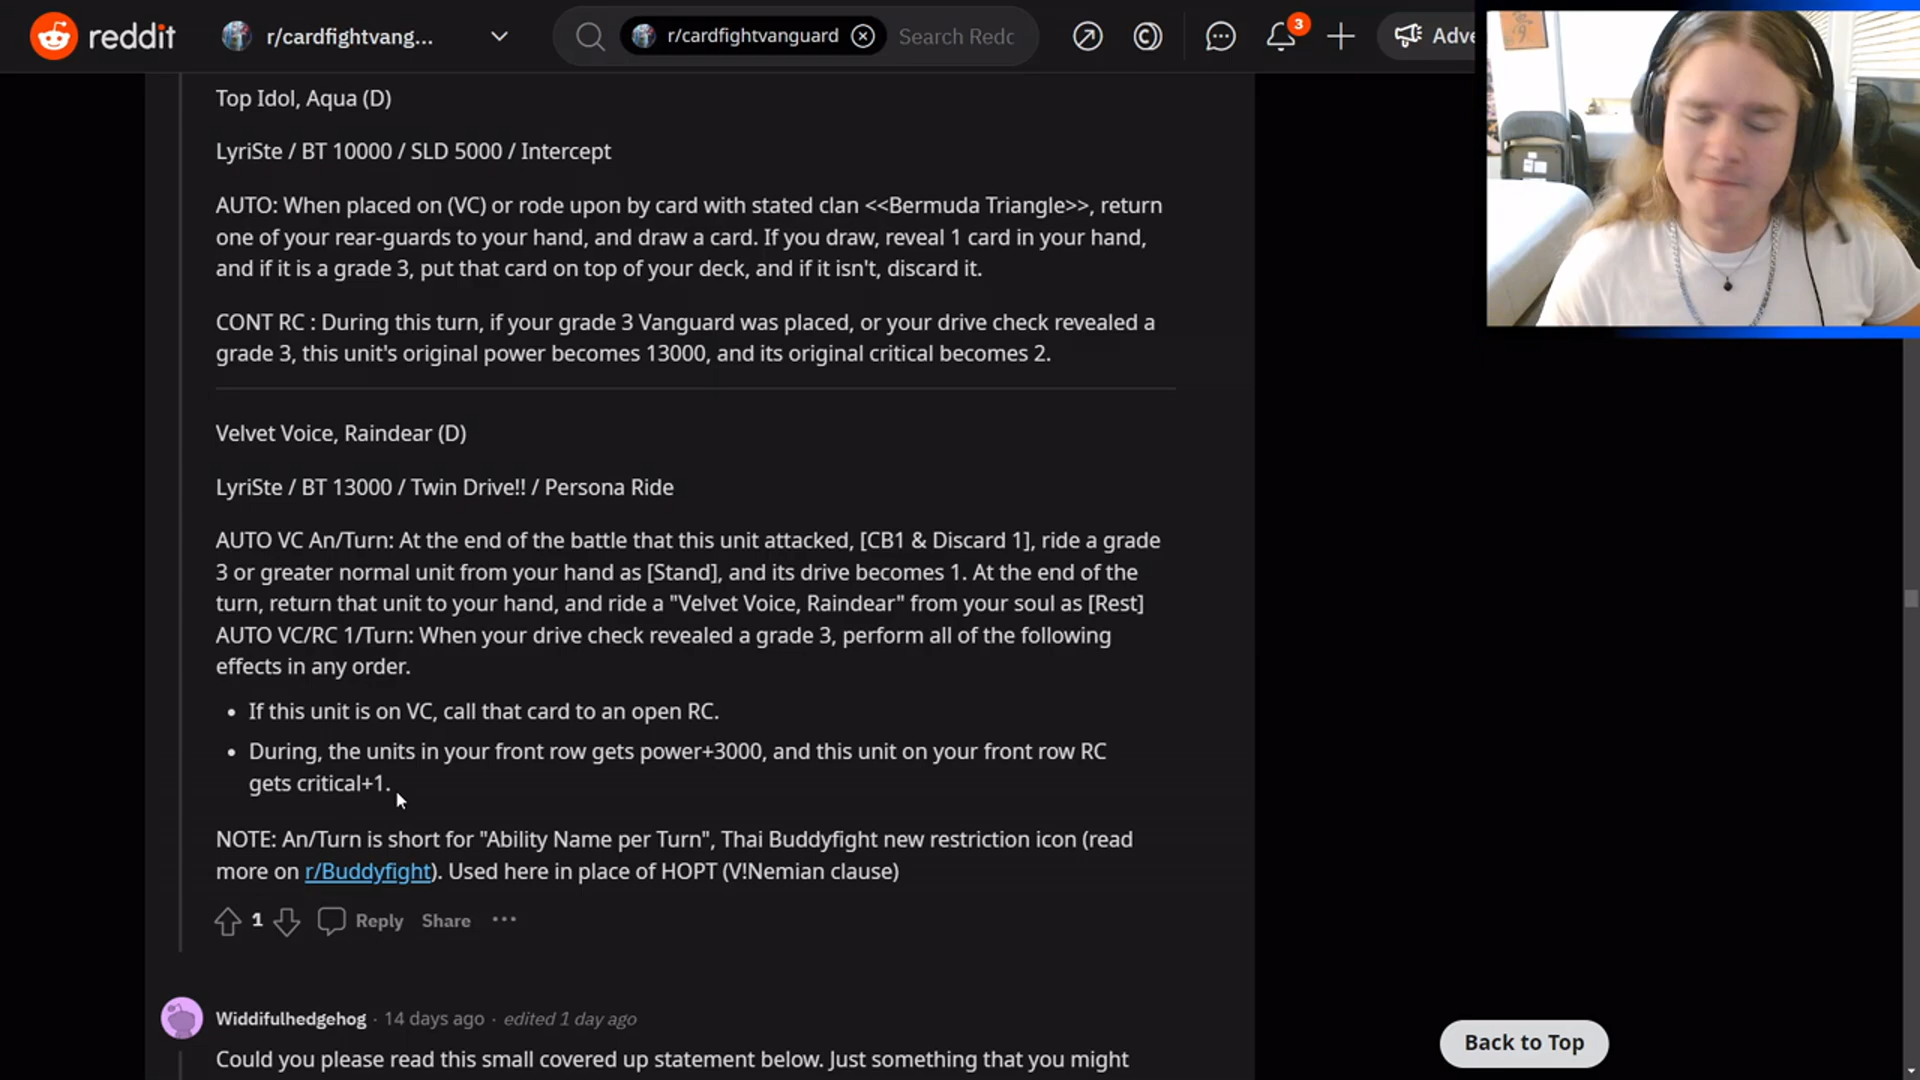 reddit r/cardfightvang... r/cardfightvanguard Search Redc 3 Adve
Top Idol, Aqua (D)
LyriSte / BT 10000 / SLD 5000 / Intercept
AUTO: When placed on (VC) or rode upon by card with stated clan <<Bermuda Triangle>>, return
one of your rear-guards to your hand, and draw a card. If you draw, reveal 1 card in your hand,
and if it is a grade 3, put that card on top of your deck, and if it isn't, discard it.
CONT RC : During this turn, if your grade 3 Vanguard was placed, or your drive check revealed a
grade 3, this unit's original power becomes 13000, and its original critical becomes 2.
Velvet Voice, Raindear (D)
LyriSte / BT 13000 / Twin Drive!! / Persona Ride
AUTO VC An/Turn: At the end of the battle that this unit attacked, [CB1 & Discard 1], ride a grade
3 or greater normal unit from your hand as [Stand], and its drive becomes 1. At the end of the
turn, return that unit to your hand, and ride a "Velvet Voice, Raindear" from your soul as [Rest]
AUTO VC/RC 1/Turn: When your drive check revealed a grade 3, perform all of the following
effects in any order.
• If this unit is on VC, call that card to an open RC.
• During, the units in your front row gets power+3000, and this unit on your front row RC
gets critical+1.
NOTE: An/Turn is short for "Ability Name per Turn", Thai Buddyfight new restriction icon (read
more on r/Buddyfight). Used here in place of HOPT (V!Nemian clause)
1 Reply Share ...
Widdifulhedgehog · 14 days ago · edited 1 day ago
Could you please read this small covered up statement below. Just something that you might
Back to Top